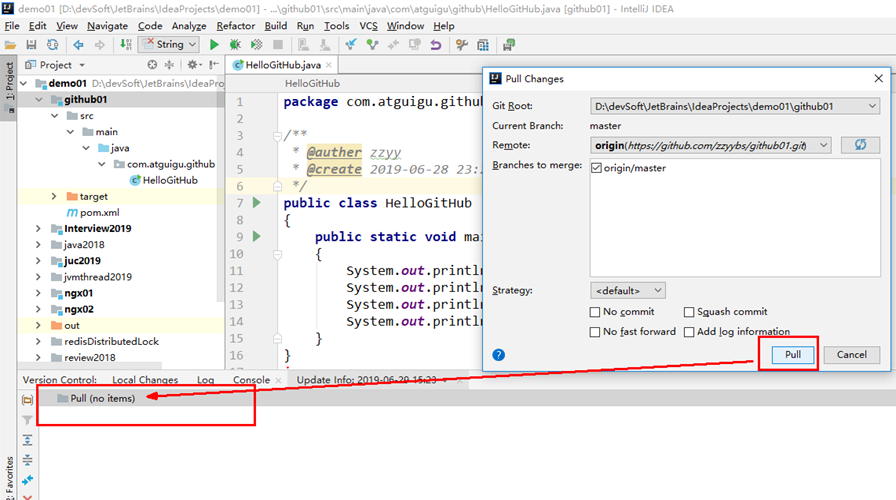 demo01 [D:\devSoft\JetBrains\IdeaProjects\demo01] - ...\github01\src\main\java\com\atguigu\github\HelloGitHub.java [github01] - IntelliJ IDEA
File Edit View Navigate Code Analyze Refactor Build Run Tools VCS Window Help
String
1: Project
Project
HelloGitHub.java
demo01 D:\devSoft\JetBrains\IdeaProj
github01
src
main
java
com.atguigu.github
HelloGitHub
target
pom.xml
Interview2019
java2018
juc2019
jvmthread2019
ngx01
ngx02
out
redisDistributedLock
review2018
HelloGitHub
1 package com.atguigu.github
2
3 /**
4 * @auther zzyy
5 * @create 2019-06-28 23:
6 */
7 public class HelloGitHub
8 {
9 public static void ma
10 {
11 System.out.println
12 System.out.println
13 System.out.println
14 System.out.println
15 }
16 }
Pull Changes
Git Root: D:\devSoft\JetBrains\IdeaProjects\demo01\github01
Current Branch: master
Remote: origin(https://github.com/zzyybs/github01.git)
Branches to merge: origin/master
Strategy: <default>
No commit Squash commit
No fast forward Add log information
? Pull Cancel
Version Control: Local Changes Log Console Update Info: 2019-06-29 15:23
Pull (no items)
Favorites